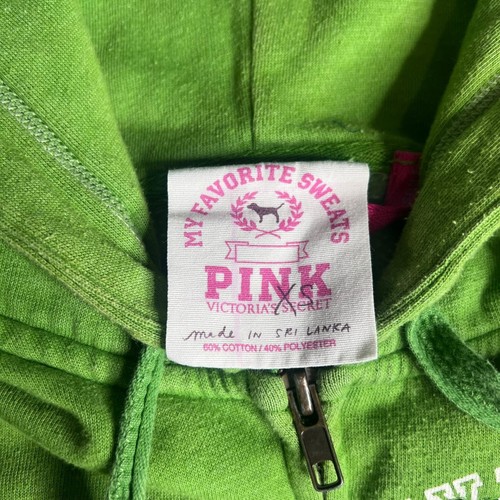 MY FAVORITE SWEATS
PINK
XS
VICTORIA'S SECRET
made IN SRI LANKA
60% COTTON / 40% POLYESTER